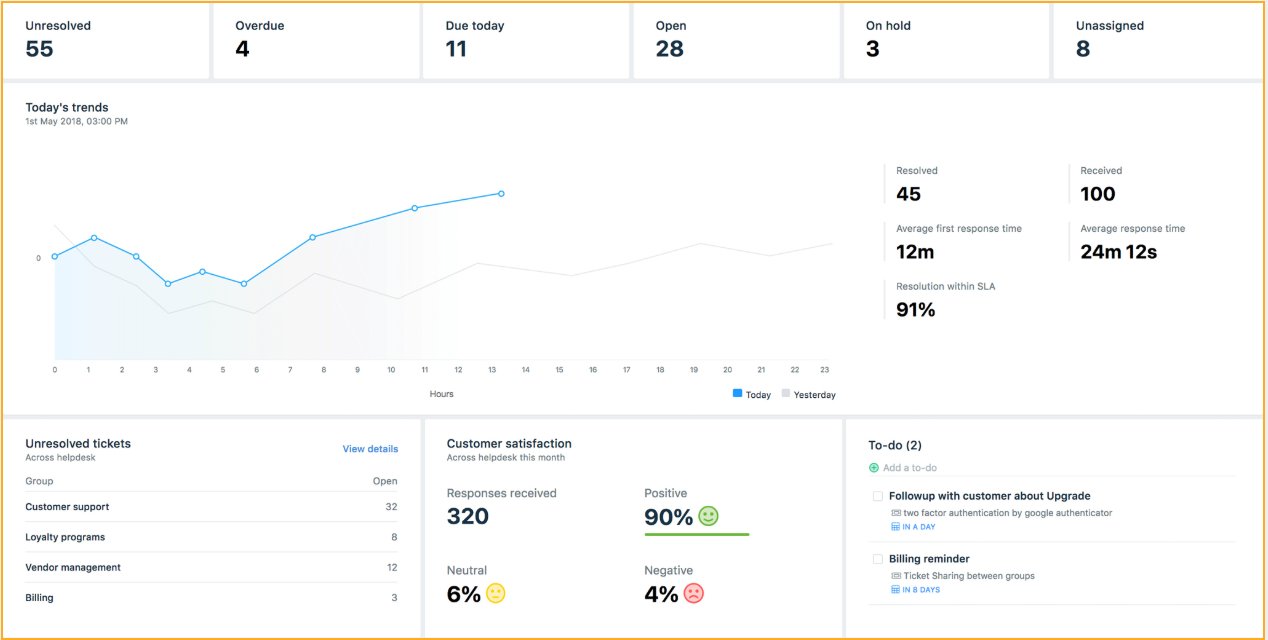 Unresolved Overdue Due today Open On hold Unassigned
55 4 11 28 3 8
Today's trends
1st May 2018, 03:00 PM
Resolved Received
45 100
Average first response time Average response time
12m 24m 12s
0
Resolution within SLA
91%
0 1 2 3 4 5 6 7 8 9 10 11 12 13 14 15 16 17 18 19 20 21 22 23
Hours
Today Yesterday
Unresolved tickets
Across helpdesk
View details
Group Open
Customer support 32
Loyalty programs 8
Vendor management 12
Billing 3
Customer satisfaction
Across helpdesk this month
Responses received Positive
320 90%
Neutral Negative
6% 4%
To-do (2)
Add a to-do
Followup with customer about Upgrade
two factor authentication by google authenticator
IN A DAY
Billing reminder
Ticket Sharing between groups
IN 8 DAYS